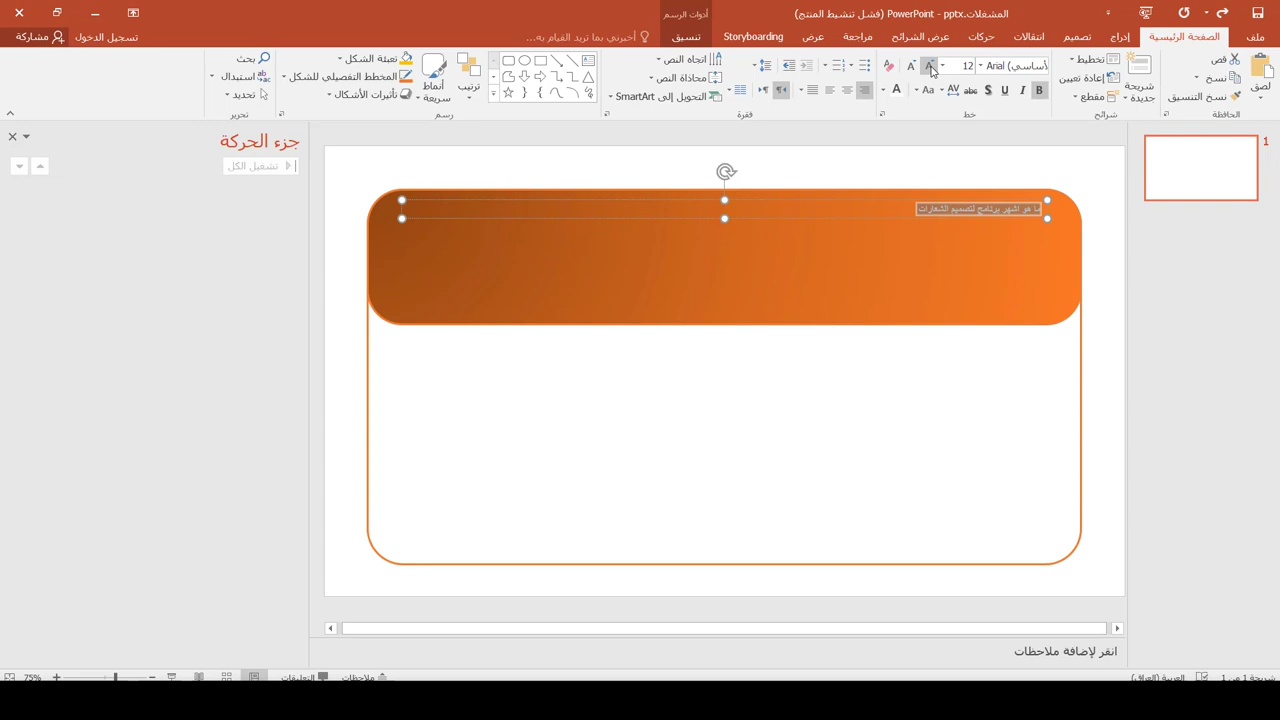 المشغلات.pptx - PowerPoint (فشل تنشيط المنتج)
أدوات الرسم
ملف
الصفحة الرئيسية
إدراج
تصميم
انتقالات
حركات
عرض الشرائح
مراجعة
عرض
Storyboarding
تنسيق
أخبرني بما تريد القيام به...
تسجيل الدخول
مشاركة
لصق
قص
نسخ
نسخ التنسيق
الحافظة
شريحة جديدة
تخطيط
إعادة تعيين
مقطع
شرائح
Arial (أساسي)
12
خط
اتجاه النص
محاذاة النص
التحويل إلى SmartArt
فقرة
ترتيب
أنماط سريعة
تعبئة الشكل
المخطط التفصيلي للشكل
تأثيرات الأشكال
رسم
بحث
استبدال
تحديد
تحرير
جزء الحركة
تشغيل الكل
1
ما هو اشهر برنامج لتصميم الشعارات
انقر لإضافة ملاحظات
شريحة 1 من 1
العربية (العراق)
ملاحظات
التعليقات
75%